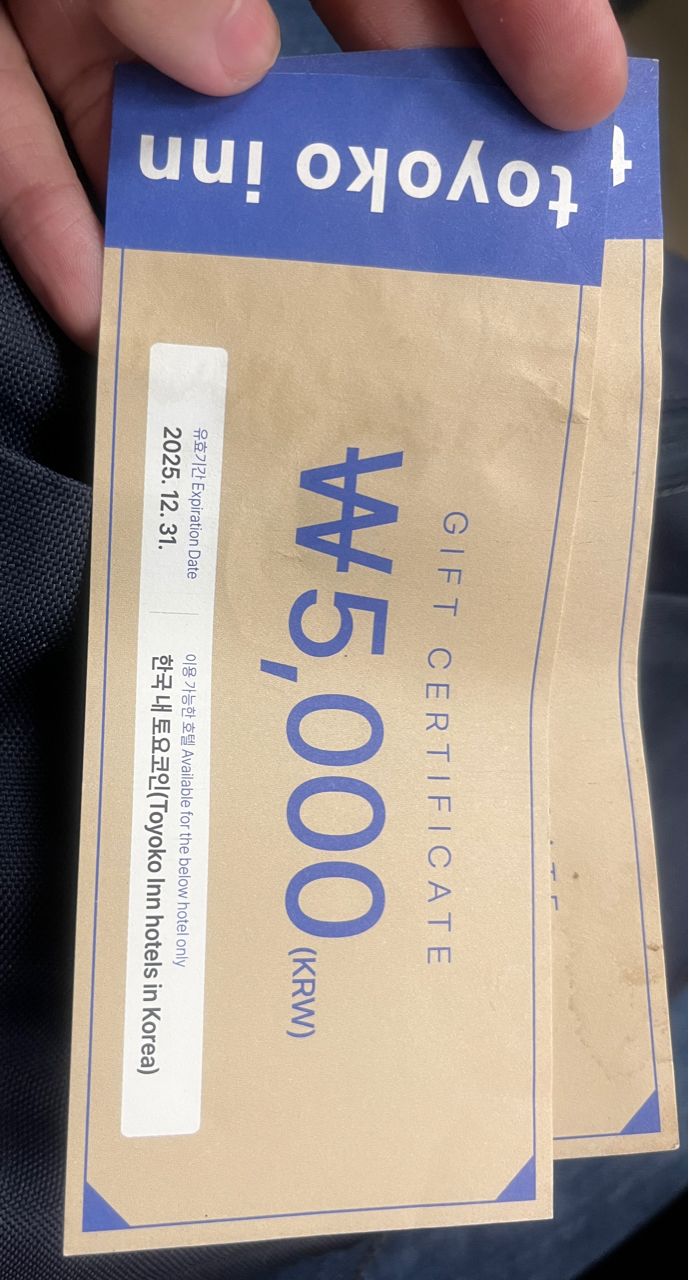 toyoko inn
GIFT CERTIFICATE
₩5,000 (KRW)
유효기간 Expiration Date
2025. 12. 31.
이용 가능한 호텔 Available for the below hotel only
한국 내 토요코인(Toyoko Inn hotels in Korea)
t